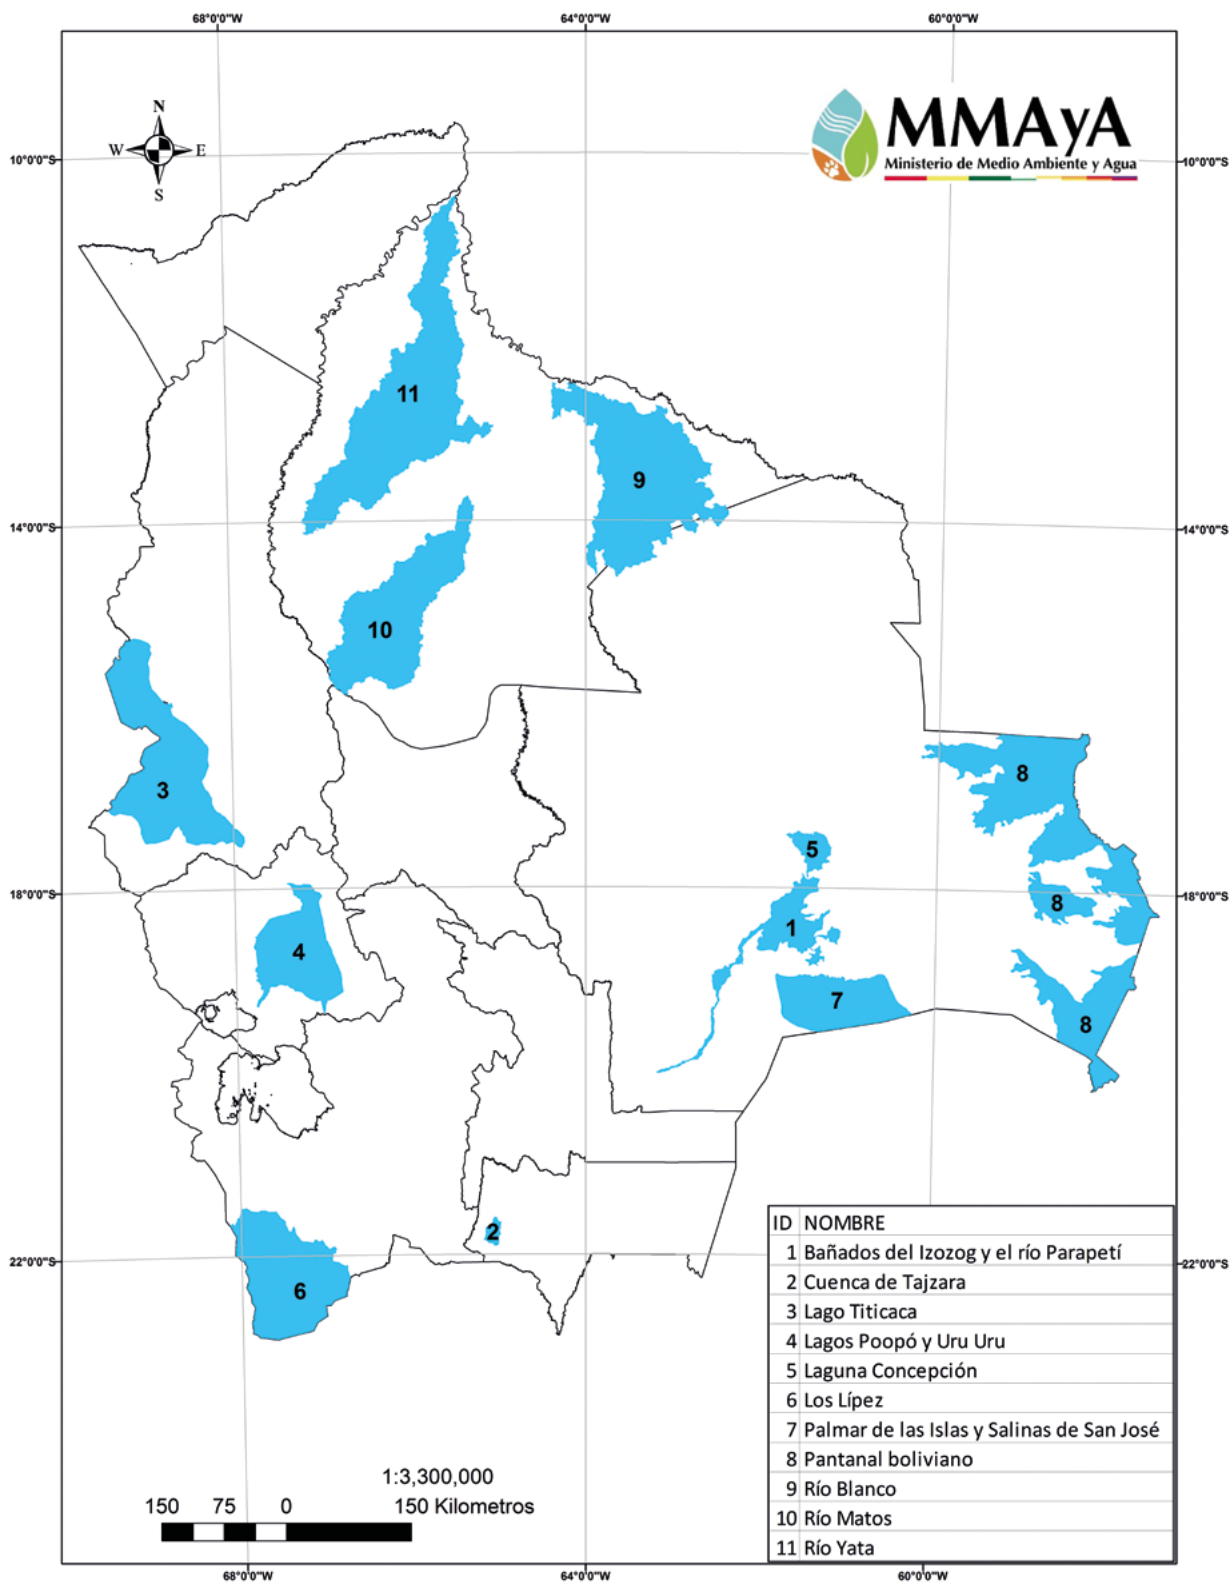 68°0'0"W 64°0'0"W 60°0'0"W
N
W E
S
MMAyA
Ministerio de Medio Ambiente y Agua
10°0'0"S 10°0'0"S
11
9
14°0'0"S 14°0'0"S
10
3
8
5
18°0'0"S 18°0'0"S
8
1
4
7
8
2
22°0'0"S 22°0'0"S
6
ID NOMBRE
1 Bañados del Izozog y el río Parapetí
2 Cuenca de Tajzara
3 Lago Titicaca
4 Lagos Poopó y Uru Uru
5 Laguna Concepción
6 Los Lípez
7 Palmar de las Islas y Salinas de San José
8 Pantanal boliviano
9 Río Blanco
10 Río Matos
11 Río Yata
1:3,300,000
150 75 0 150 Kilometros
68°0'0"W 64°0'0"W 60°0'0"W